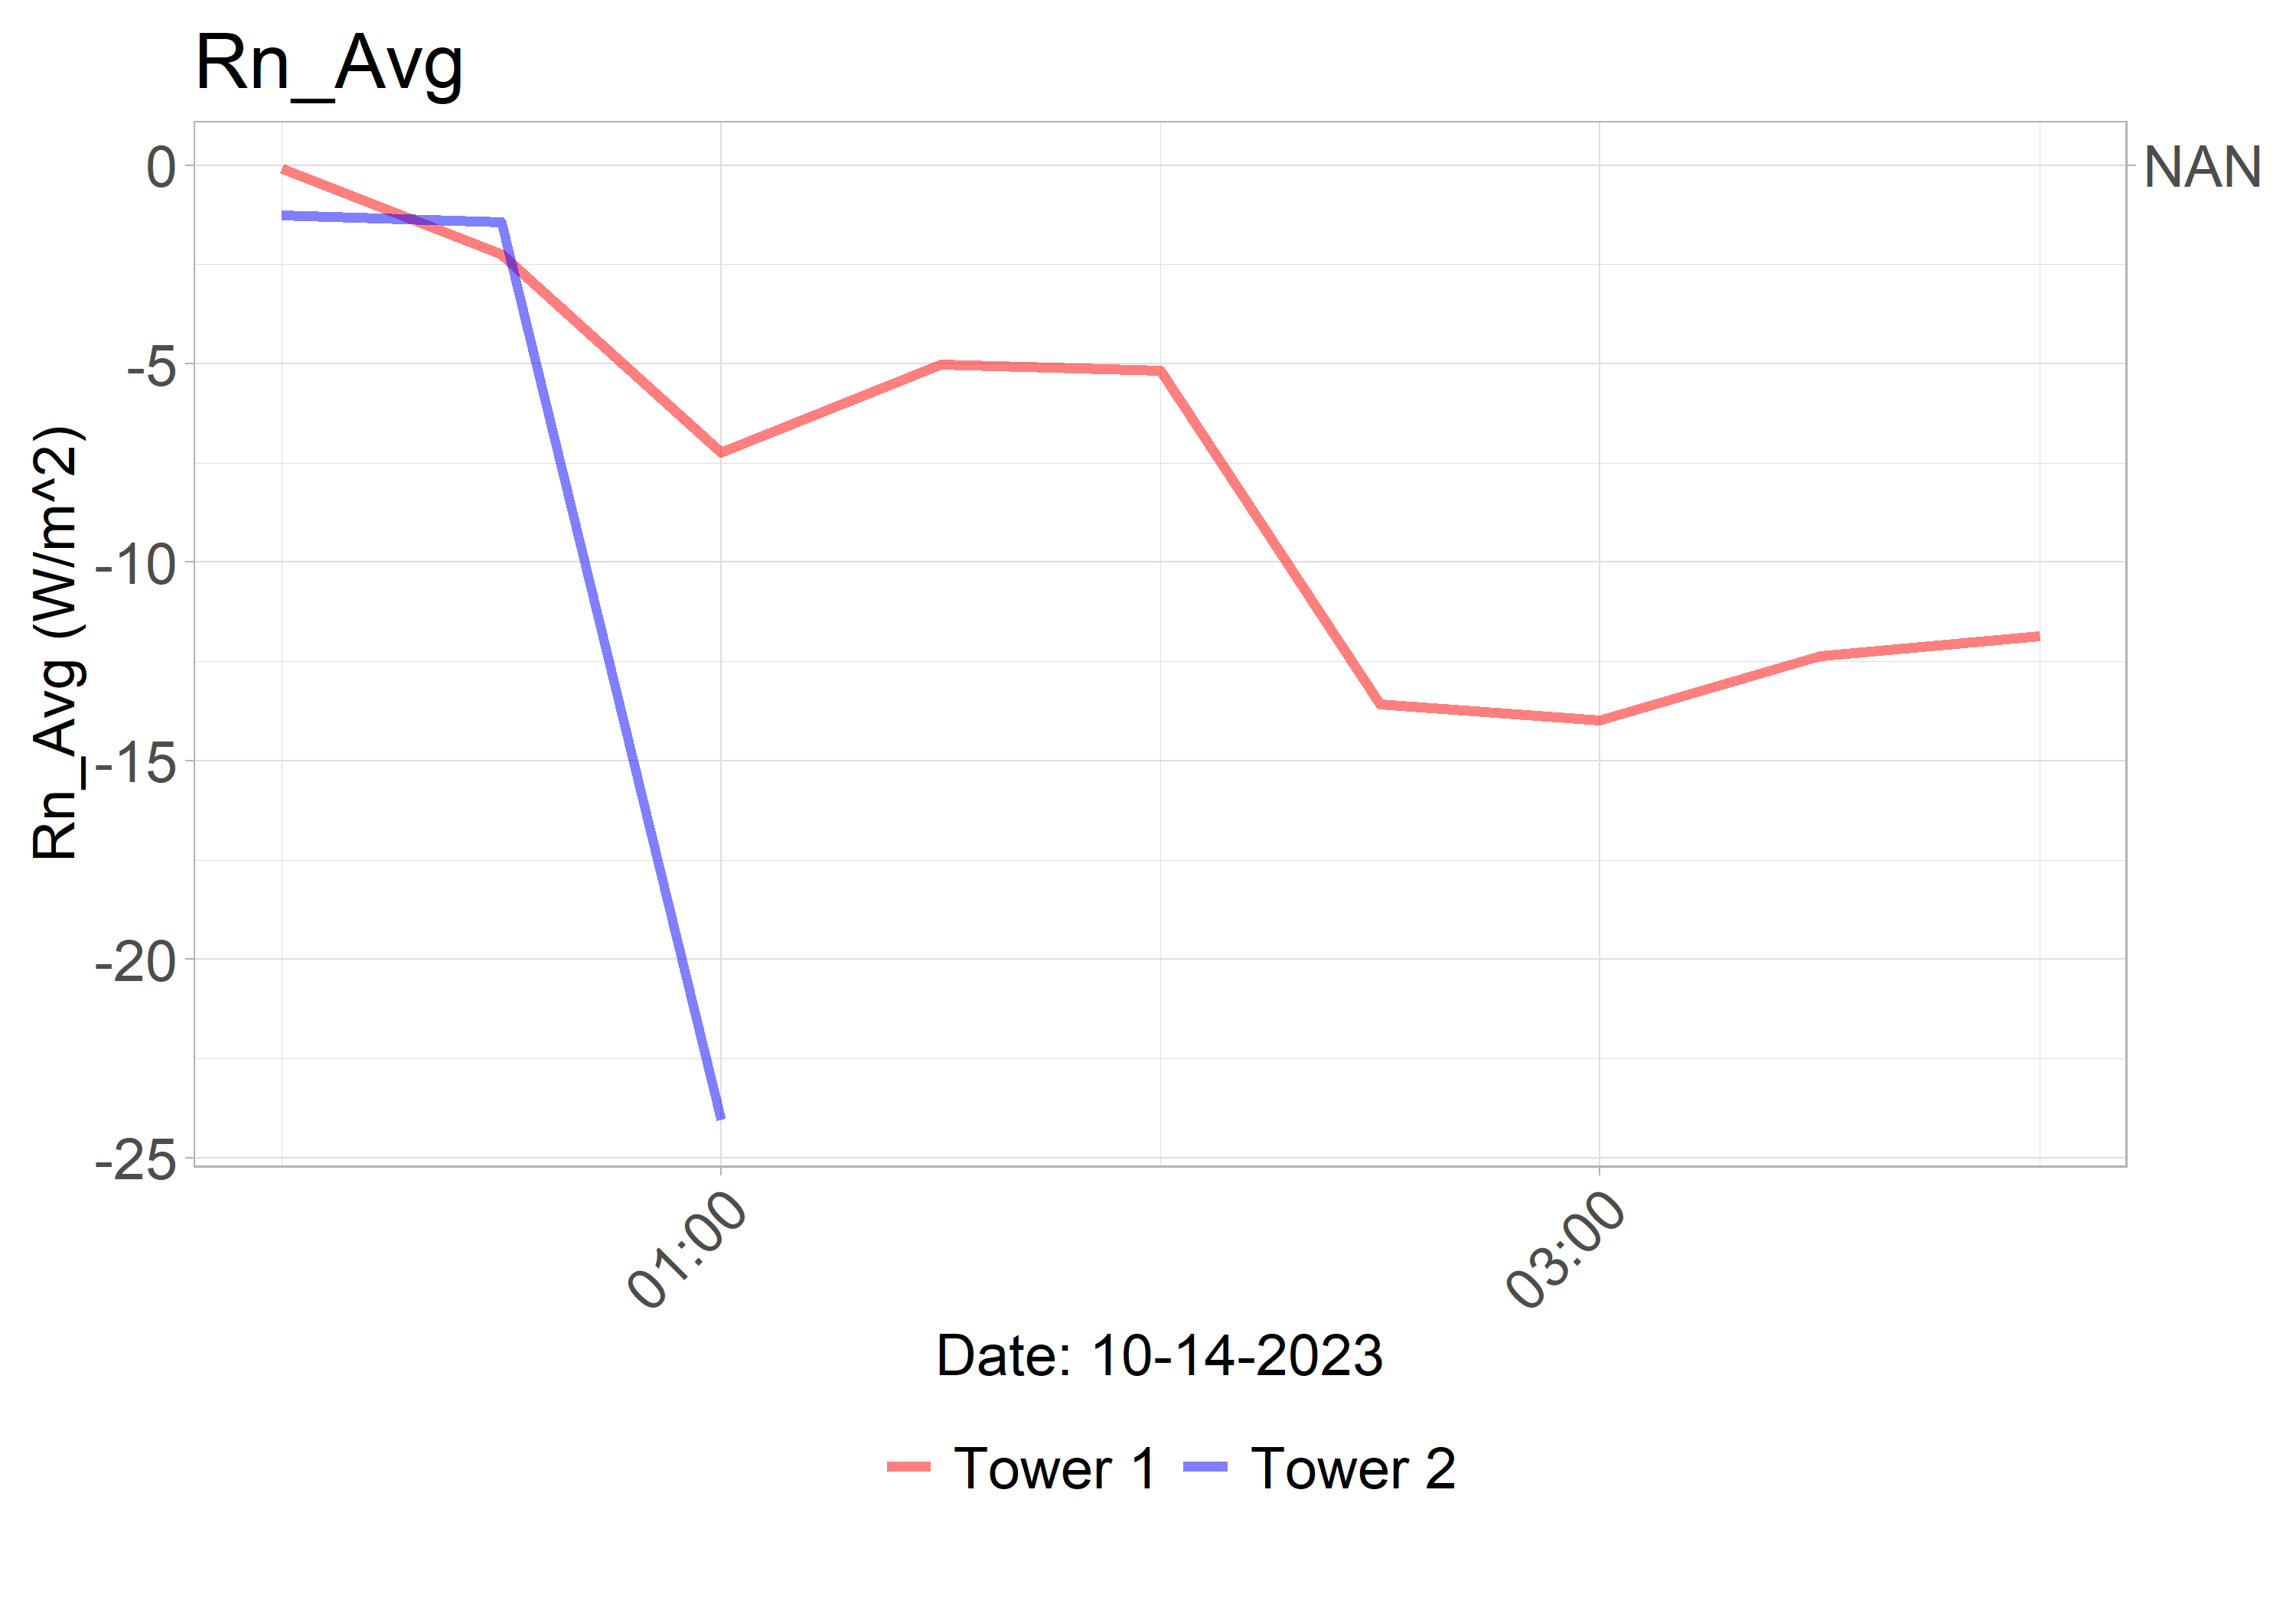 Rn_Avg
Rn_Avg (W/m^2)
0
-5
-10
-15
-20
-25
NAN
01:00
03:00
Date: 10-14-2023
Tower 1
Tower 2